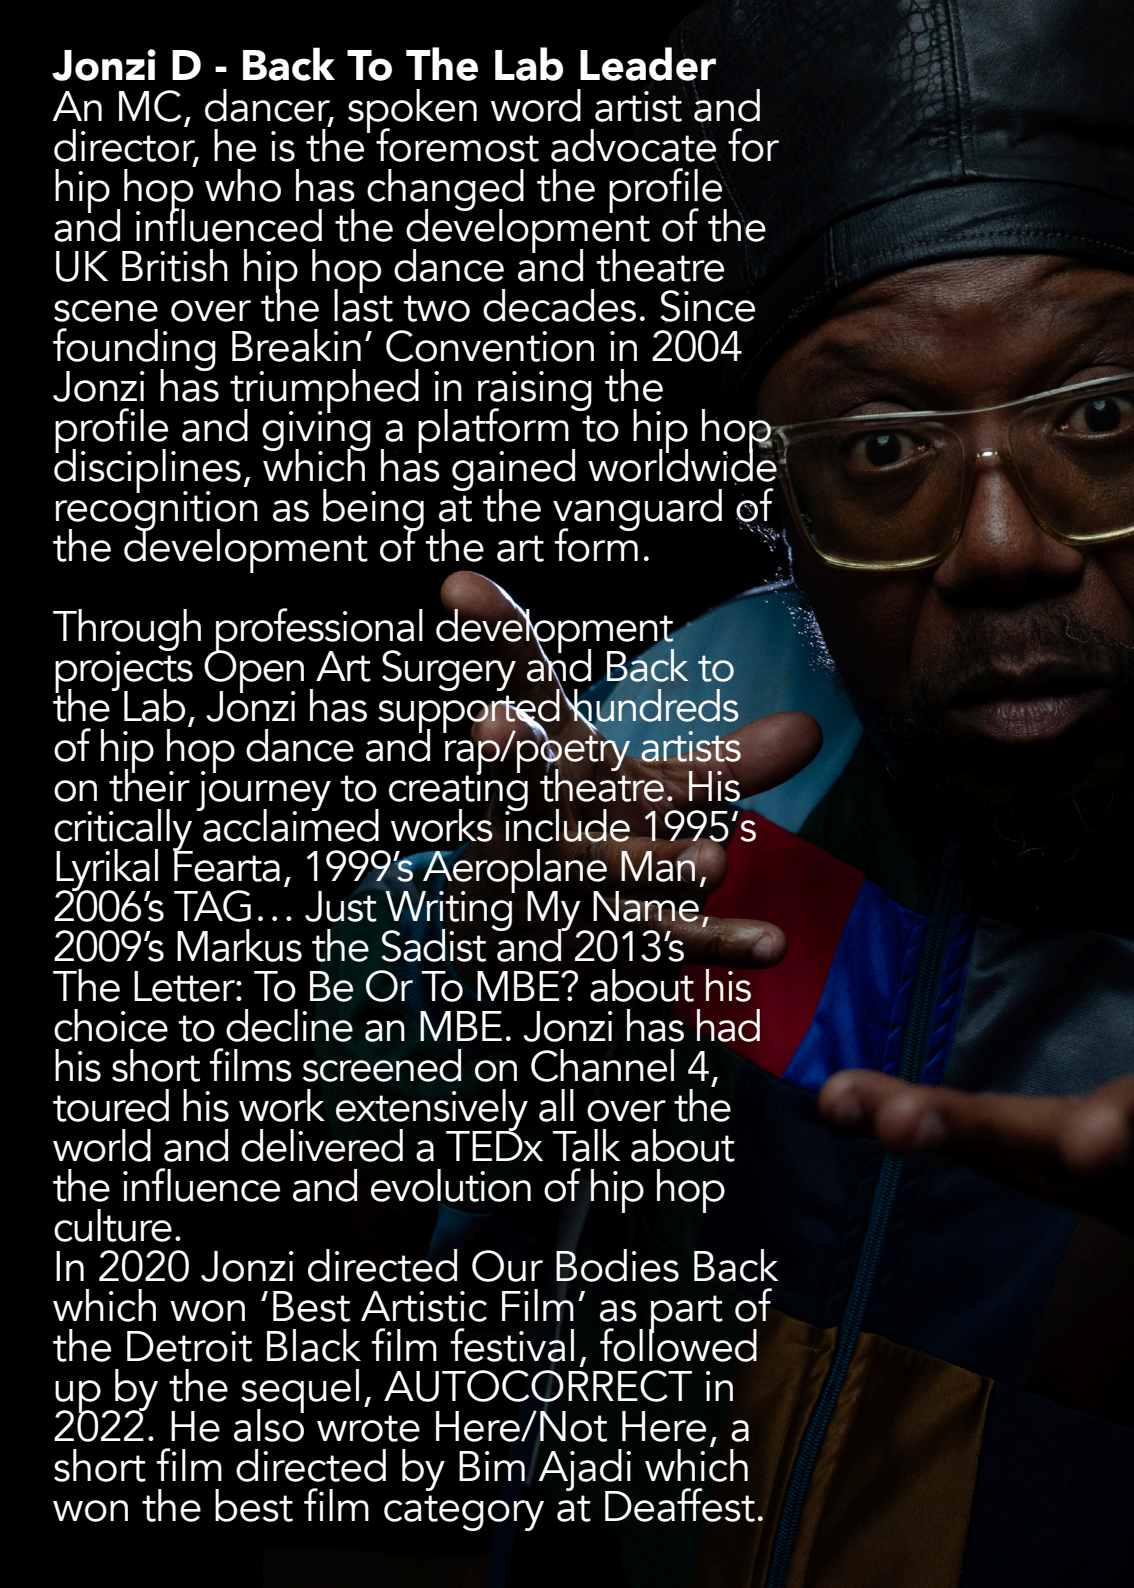 Jonzi D - Back To The Lab Leader
An MC, dancer, spoken word artist and
director, he is the foremost advocate for
hip hop who has changed the profile
and influenced the development of the
UK British hip hop dance and theatre
scene over the last two decades. Since
founding Breakin’ Convention in 2004
Jonzi has triumphed in raising the
profile and giving a platform to hip hop
disciplines, which has gained worldwide
recognition as being at the vanguard of
the development of the art form.
Through professional development
projects Open Art Surgery and Back to
the Lab, Jonzi has supported hundreds
of hip hop dance and rap/poetry artists
on their journey to creating theatre. His
critically acclaimed works include 1995‘s
Lyrikal Fearta, 1999’s Aeroplane Man,
2006’s TAG… Just Writing My Name,
2009’s Markus the Sadist and 2013’s
The Letter: To Be Or To MBE? about his
choice to decline an MBE. Jonzi has had
his short films screened on Channel 4,
toured his work extensively all over the
world and delivered a TEDx Talk about
the influence and evolution of hip hop
culture.
In 2020 Jonzi directed Our Bodies Back
which won ‘Best Artistic Film’ as part of
the Detroit Black film festival, followed
up by the sequel, AUTOCORRECT in
2022. He also wrote Here/Not Here, a
short film directed by Bim Ajadi which
won the best film category at Deaffest.